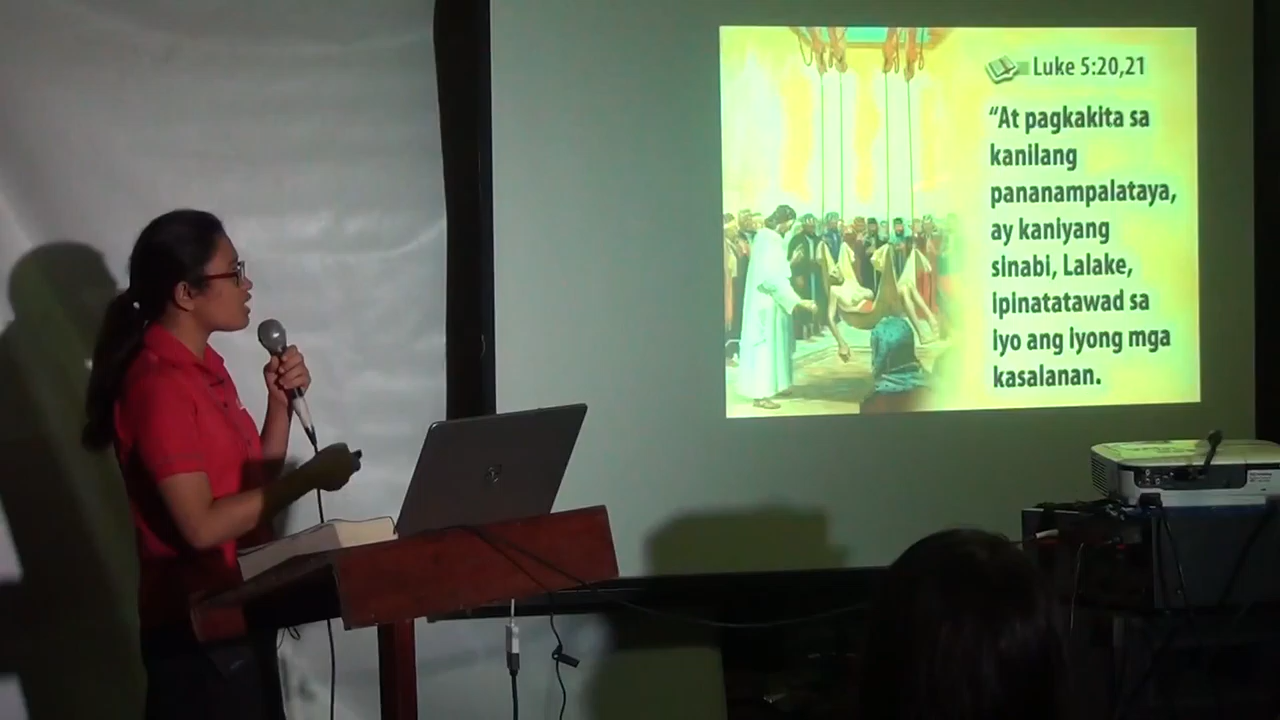 Luke 5:20,21
“At pagkakita sa
kanilang
pananampalataya,
ay kaniyang
sinabi, Lalake,
ipinatatawad sa
iyo ang iyong mga
kasalanan.